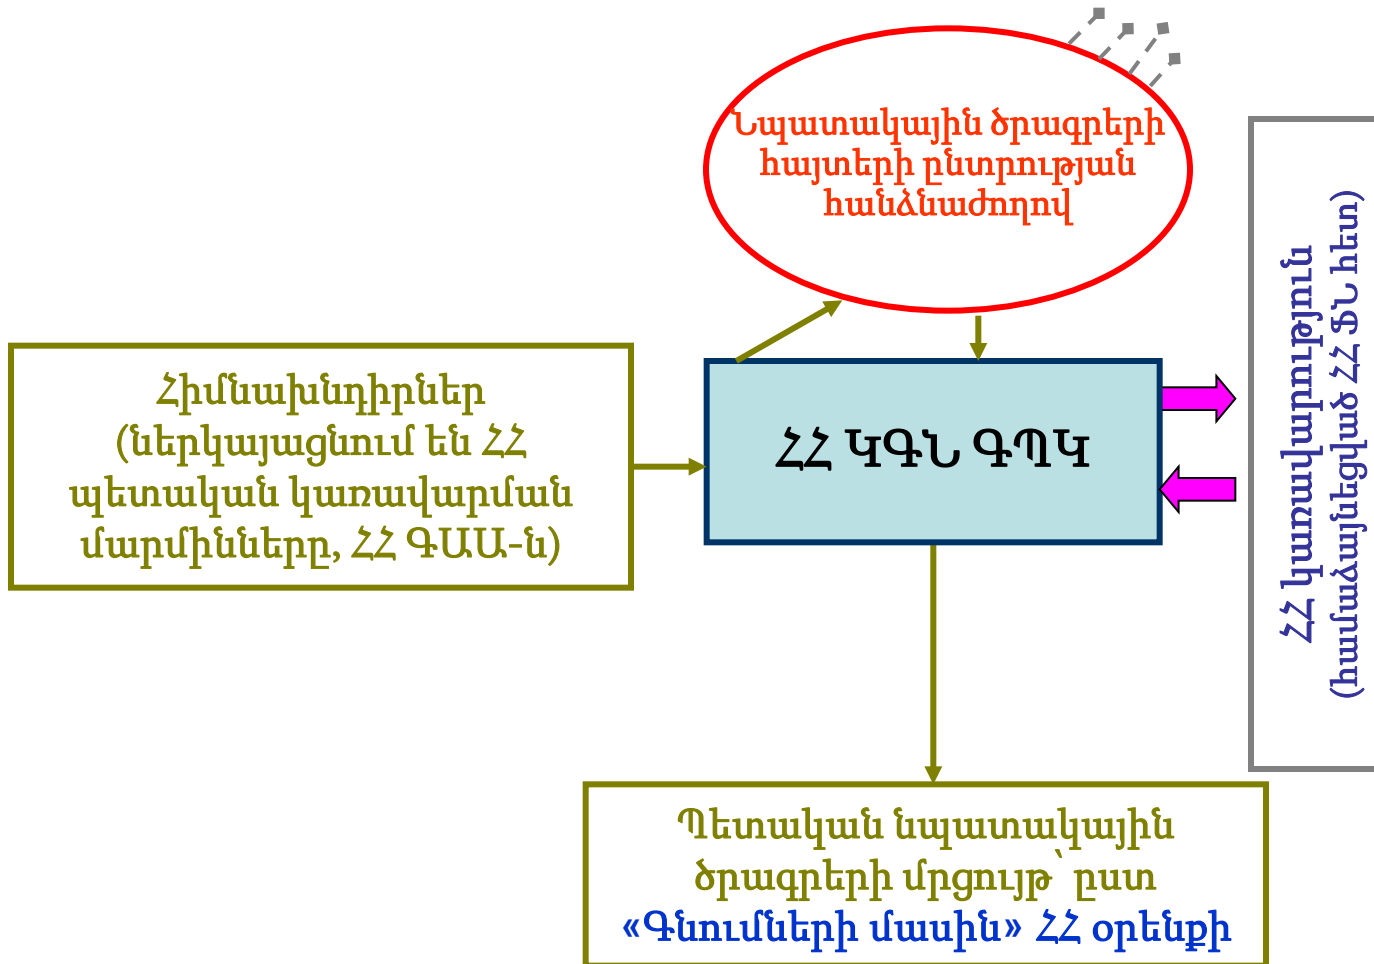 Նպատակային ծրագրերի
հայտերի ընտրության
հանձնաժողով
Հիմնախնդիրներ
(ներկայացնում են ՀՀ
պետական կառավարման
մարմինները, ՀՀ ԳԱԱ-ն)
ՀՀ ԿԳՆ ԳՊԿ
ՀՀ կառավարություն
(համաձայնեցված ՀՀ ՖՆ հետ)
Պետական նպատակային
ծրագրերի մրցույթ՝ ըստ
«Գնումների մասին» ՀՀ օրենքի